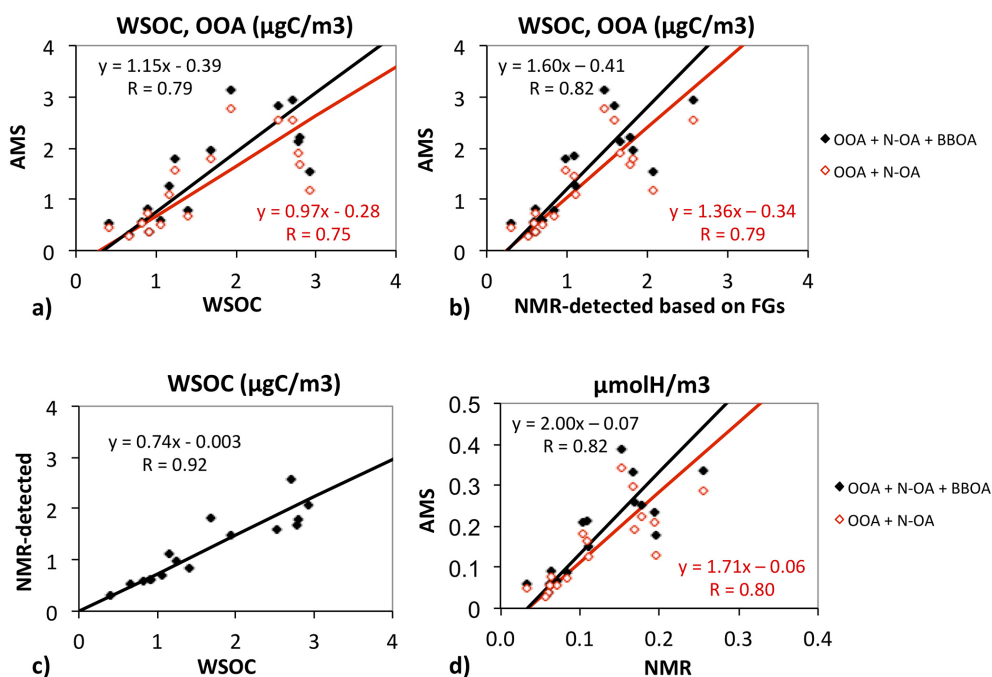 WSOC, OOA (µgC/m3)
4
3
2
1
0
AMS
y = 1.15x - 0.39
R = 0.79
y = 0.97x - 0.28
R = 0.75
0 1 2 3 4
WSOC
a)
WSOC, OOA (µgC/m3)
4
3
2
1
0
AMS
y = 1.60x – 0.41
R = 0.82
y = 1.36x – 0.34
R = 0.79
0 1 2 3 4
NMR-detected based on FGs
b)
OOA + N-OA + BBOA
OOA + N-OA
WSOC (µgC/m3)
4
3
2
1
0
NMR-detected
y = 0.74x - 0.003
R = 0.92
0 1 2 3 4
WSOC
c)
µmolH/m3
0.5
0.4
0.3
0.2
0.1
0
AMS
y = 2.00x – 0.07
R = 0.82
y = 1.71x – 0.06
R = 0.80
0.0 0.1 0.2 0.3 0.4
NMR
d)
OOA + N-OA + BBOA
OOA + N-OA